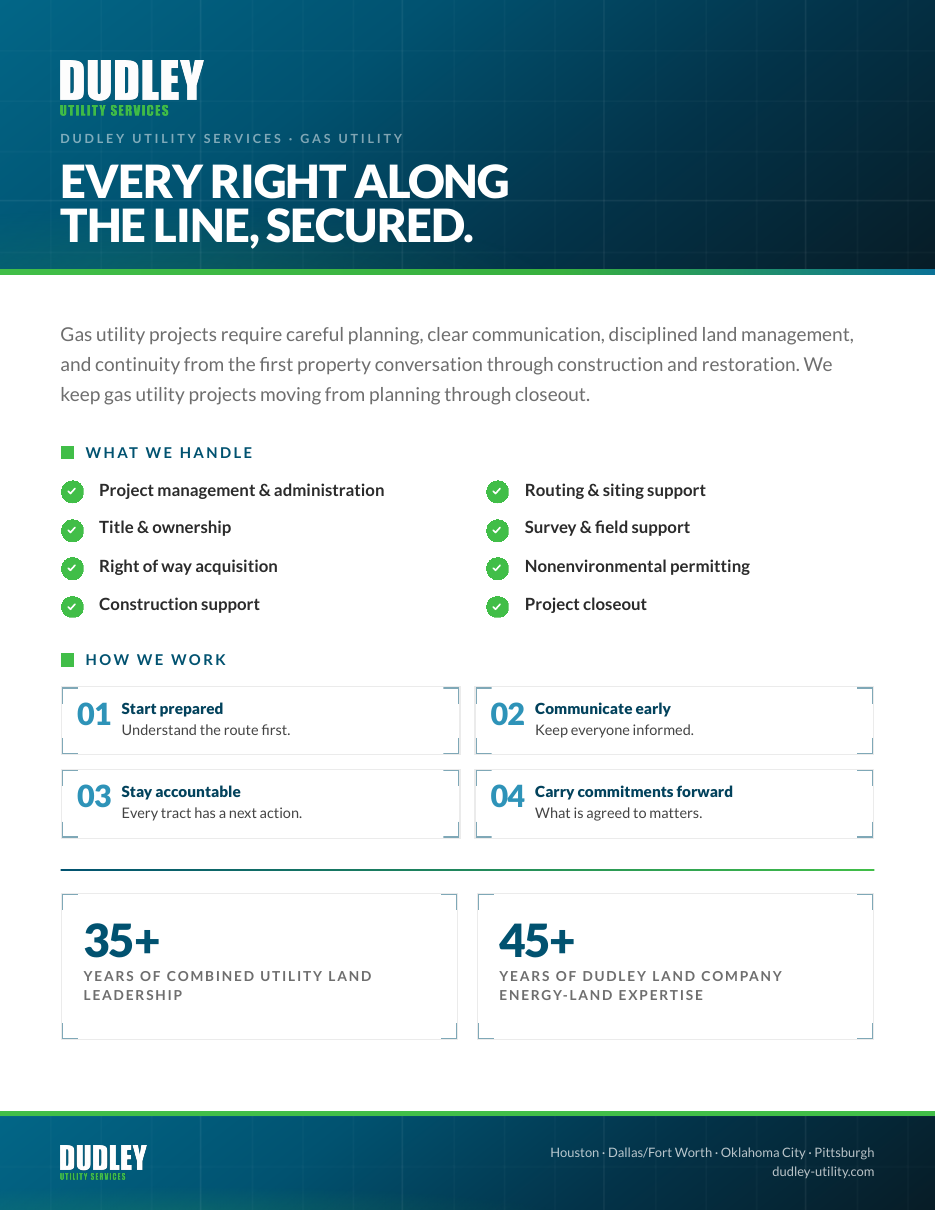 DUDLEY
UTILITY SERVICES
DUDLEY UTILITY SERVICES · GAS UTILITY
EVERY RIGHT ALONG
THE LINE, SECURED.
Gas utility projects require careful planning, clear communication, disciplined land management,
and continuity from the first property conversation through construction and restoration. We
keep gas utility projects moving from planning through closeout.
WHAT WE HANDLE
Project management & administration
Routing & siting support
Title & ownership
Survey & field support
Right of way acquisition
Nonenvironmental permitting
Construction support
Project closeout
HOW WE WORK
01 Start prepared
Understand the route first.
02 Communicate early
Keep everyone informed.
03 Stay accountable
Every tract has a next action.
04 Carry commitments forward
What is agreed to matters.
35+
YEARS OF COMBINED UTILITY LAND
LEADERSHIP
45+
YEARS OF DUDLEY LAND COMPANY
ENERGY-LAND EXPERTISE
DUDLEY
UTILITY SERVICES
Houston · Dallas/Fort Worth · Oklahoma City · Pittsburgh
dudley-utility.com